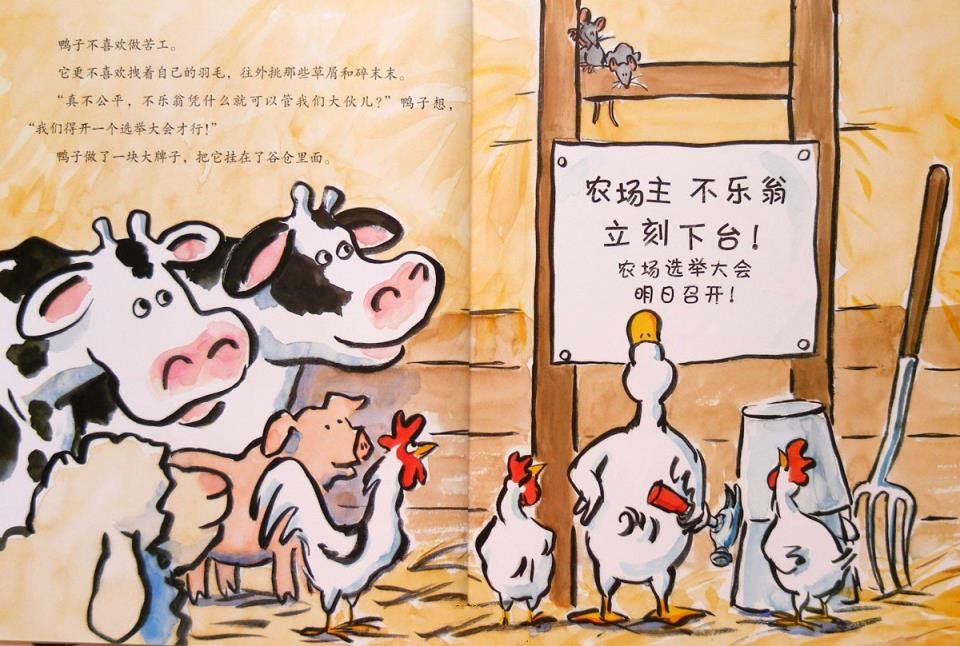 鸭子不喜欢做苦工。
它更不喜欢拽着自己的羽毛，往外挑那些草屑和碎末末。
“真不公平，不乐翁凭什么就可以管我们大伙儿？”鸭子想，
“我们得开一个选举大会才行！”
鸭子做了一块大牌子，把它挂在了谷仓里面。
农场主 不乐翁
立刻下台！
农场选举大会
明日召开！